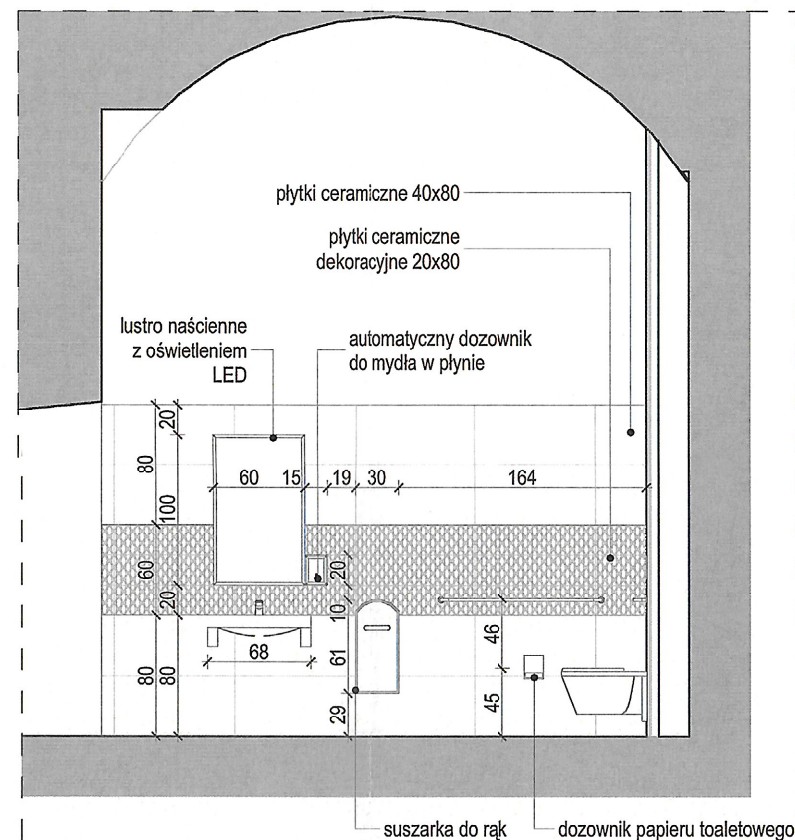 płytki ceramiczne 40x80
płytki ceramiczne
dekoracyjne 20x80
lustro naścienne
z oświetleniem
LED
automatyczny dozownik
do mydła w płynie
20
80
60 15 19 30 164
100
60
20
20
10
46
68
61
80
80
45
29
suszarka do rąk
dozownik papieru toaletowego